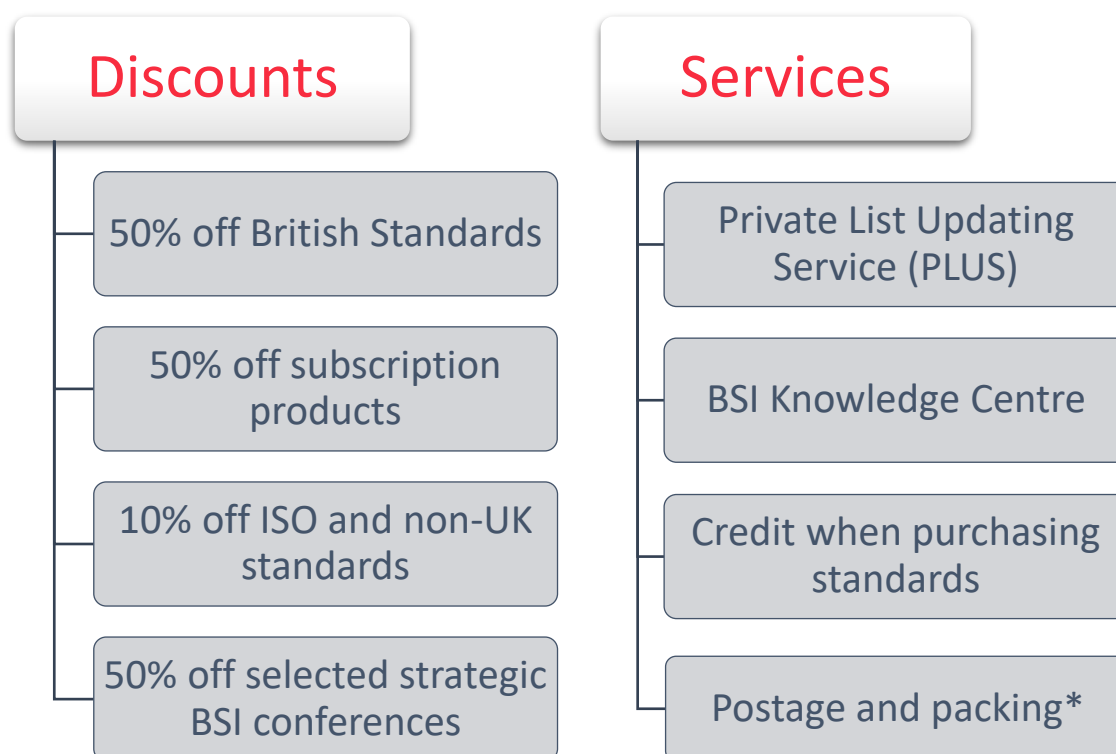 Discounts
50% off British Standards
50% off subscription
products
10% off ISO and non-UK
standards
50% off selected strategic
BSI conferences
Services
Private List Updating
Service (PLUS)
BSI Knowledge Centre
Credit when purchasing
standards
Postage and packing*